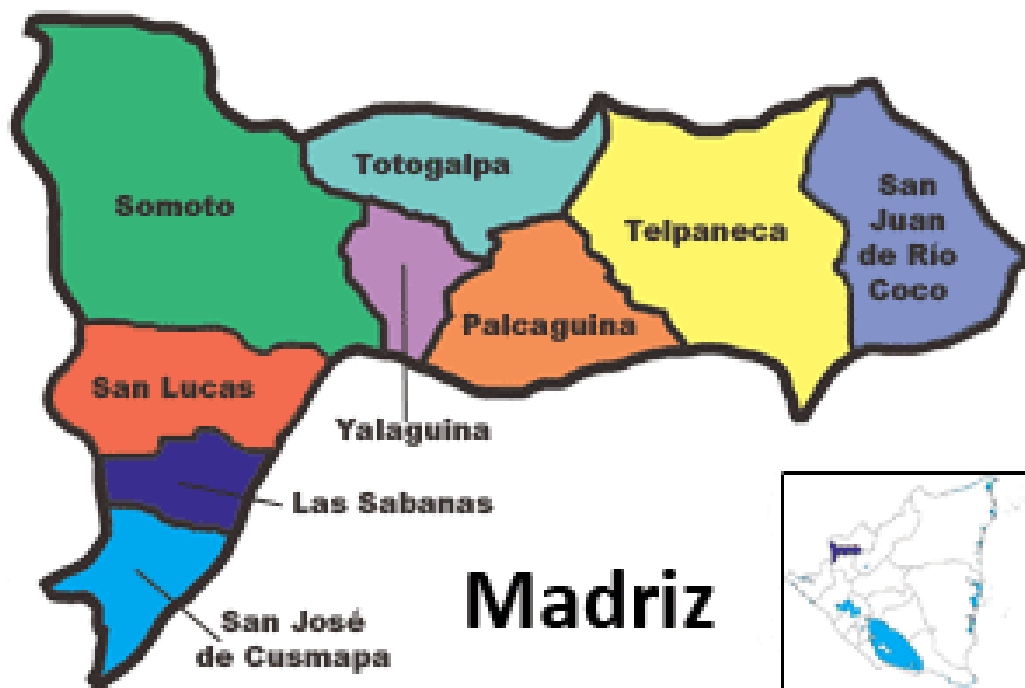 Totogalpa
Somoto
San
Juan
de Río
Coco
Telpaneca
Palcaguina
San Lucas
Yalaguina
Las Sabanas
San José
de Cusmapa
Madriz